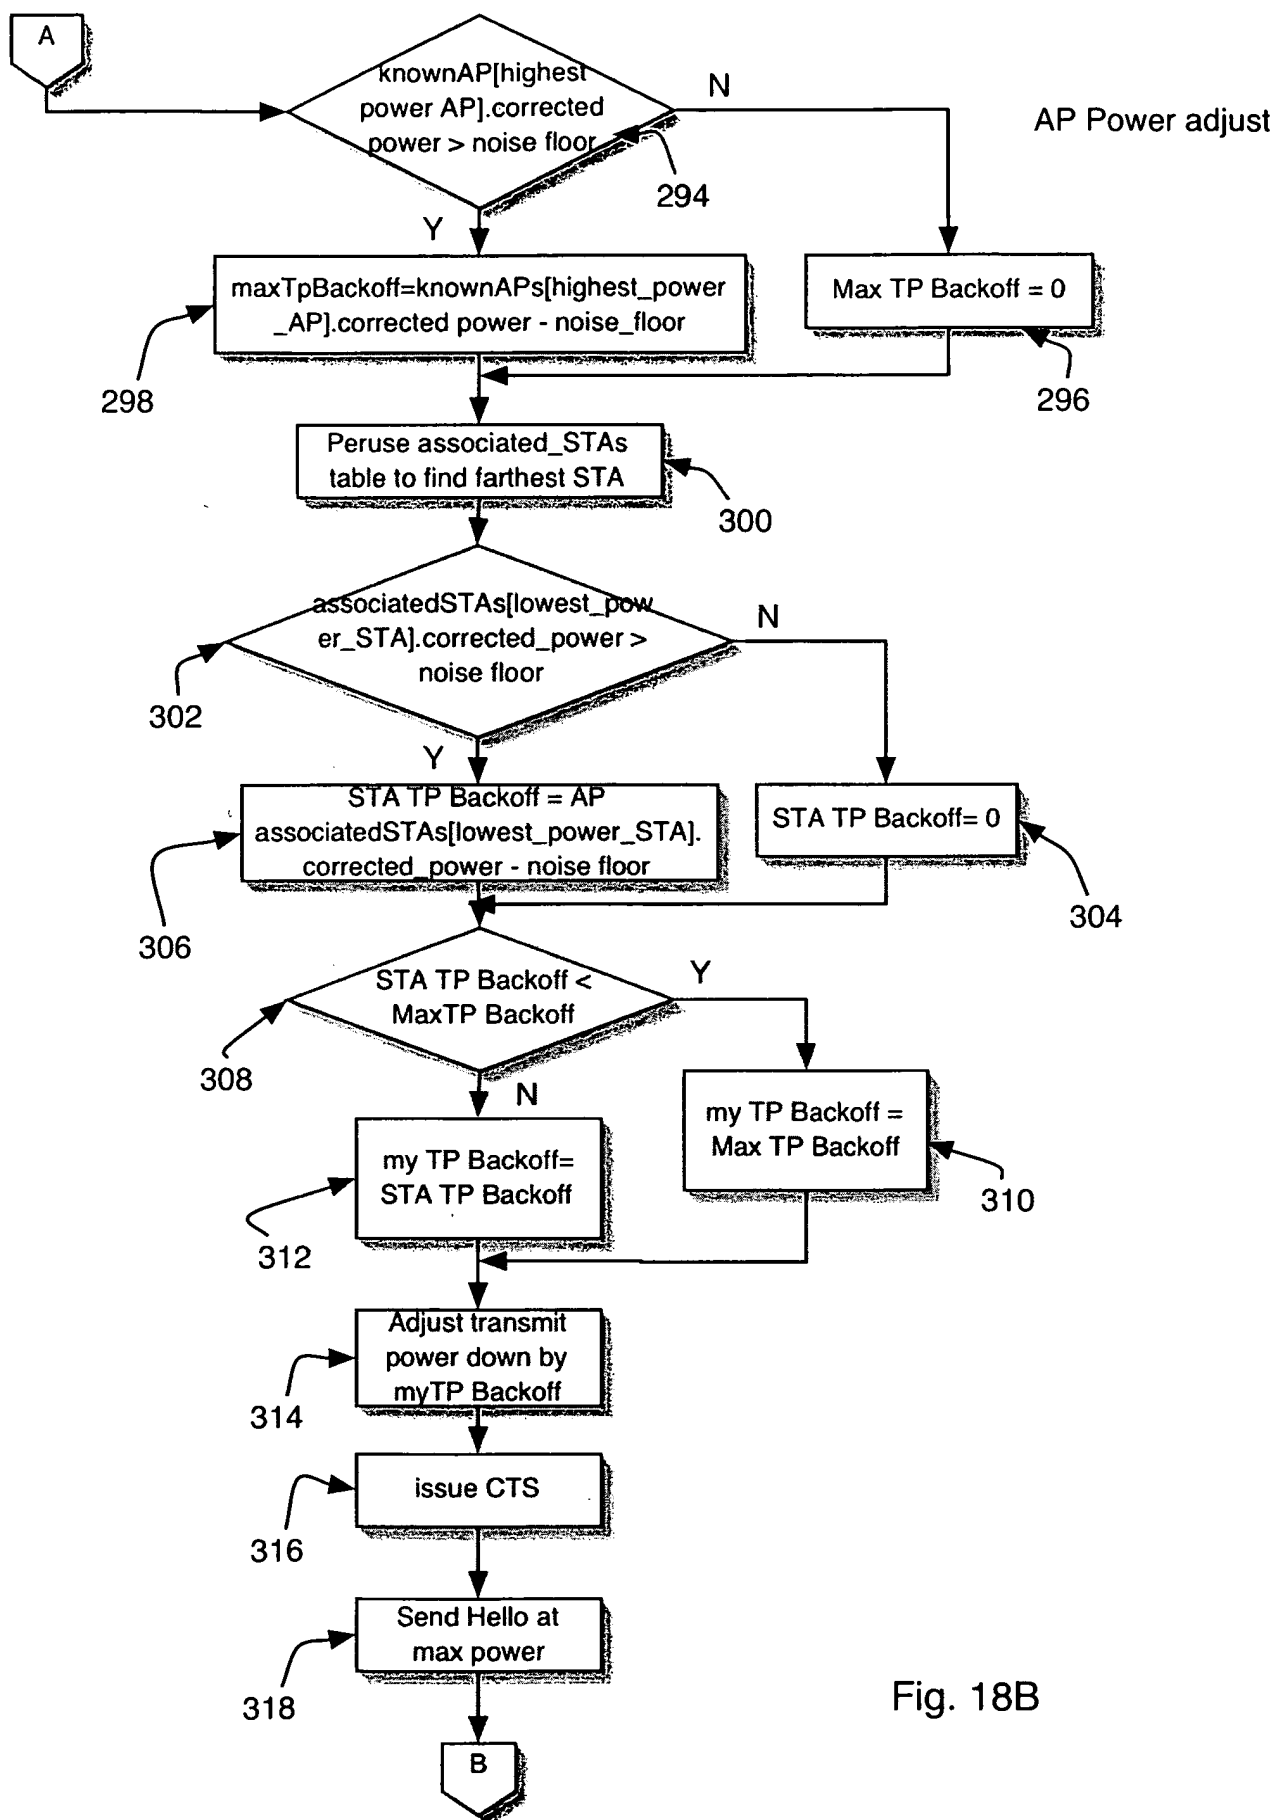 A
knownAP[highest
power AP].corrected
power > noise floor
N
AP Power adjust
294
Y
maxTpBackoff=knownAPs[highest_power
_AP].corrected power - noise_floor
Max TP Backoff = 0
298
296
Peruse associated_STAs
table to find farthest STA
300
associatedSTAs[lowest_pow
er_STA].corrected_power >
noise floor
N
302
Y
STA TP Backoff = AP
associatedSTAs[lowest_power_STA].
corrected_power - noise floor
STA TP Backoff= 0
306
304
STA TP Backoff <
MaxTP Backoff
Y
308
N
my TP Backoff =
Max TP Backoff
my TP Backoff=
STA TP Backoff
310
312
Adjust transmit
power down by
myTP Backoff
314
issue CTS
316
Send Hello at
max power
318
Fig. 18B
B